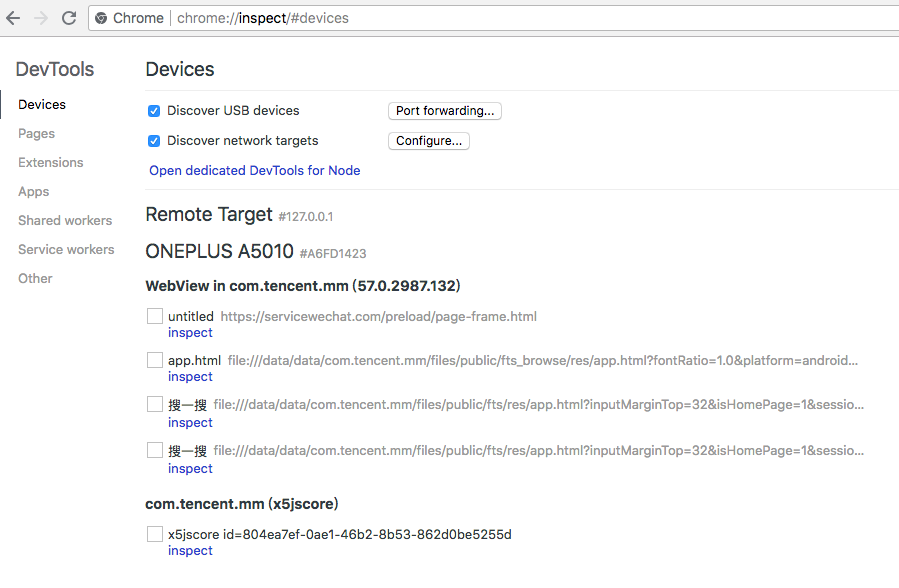 Chrome chrome://inspect/#devices
DevTools
Devices
Pages
Extensions
Apps
Shared workers
Service workers
Other
Devices
Discover USB devices Port forwarding...
Discover network targets Configure...
Open dedicated DevTools for Node
Remote Target #127.0.0.1
ONEPLUS A5010 #A6FD1423
WebView in com.tencent.mm (57.0.2987.132)
untitled https://servicewechat.com/preload/page-frame.html
inspect
app.html file:///data/data/com.tencent.mm/files/public/fts_browse/res/app.html?fontRatio=1.0&platform=android...
inspect
搜一搜 file:///data/data/com.tencent.mm/files/public/fts/res/app.html?inputMarginTop=32&isHomePage=1&sessio...
inspect
搜一搜 file:///data/data/com.tencent.mm/files/public/fts/res/app.html?inputMarginTop=32&isHomePage=1&sessio...
inspect
com.tencent.mm (x5jscore)
x5jscore id=804ea7ef-0ae1-46b2-8b53-862d0be5255d
inspect